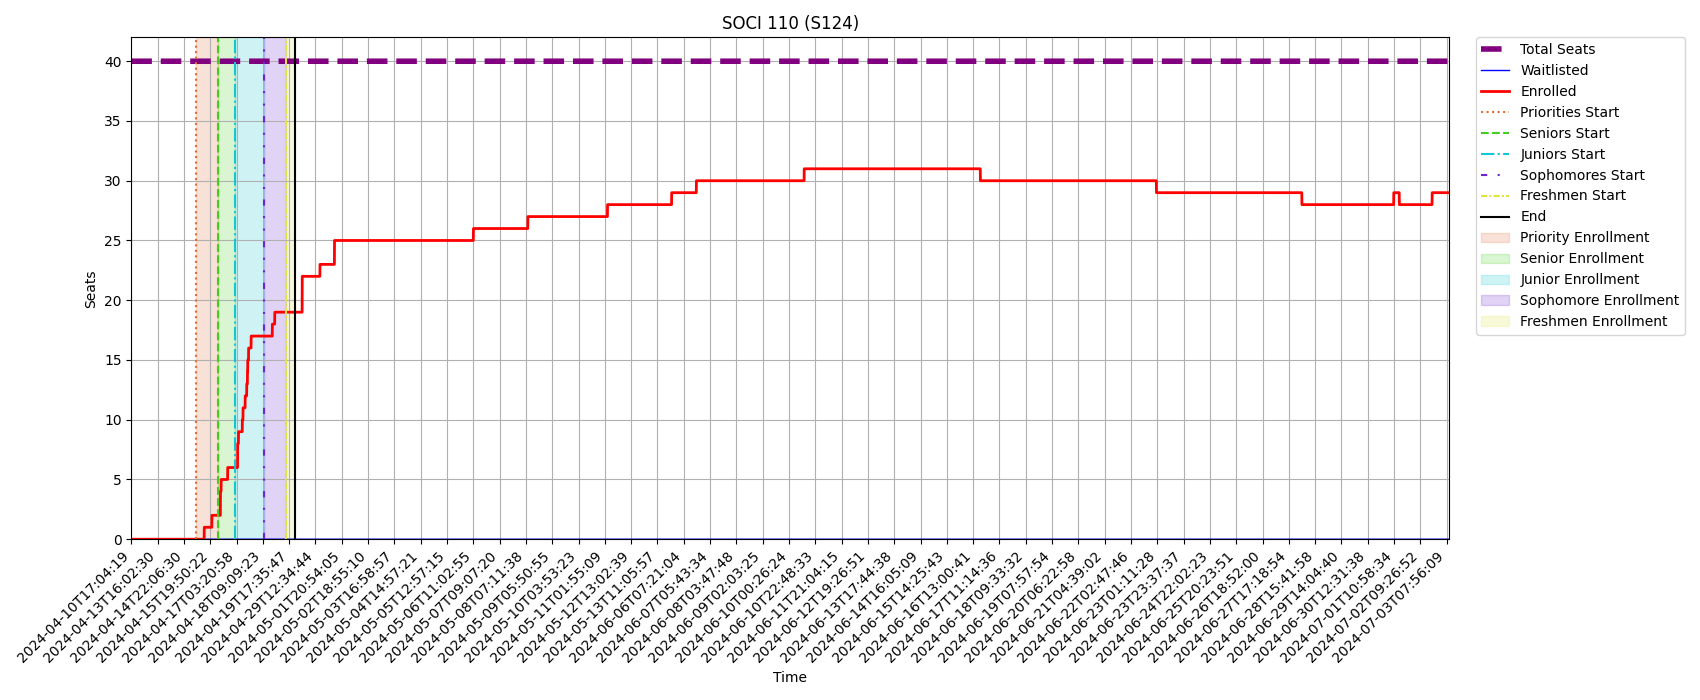 SOCI 110 (S124)
Total Seats
Waitlisted
Enrolled
Priorities Start
Seniors Start
Juniors Start
Sophomores Start
Freshmen Start
End
Priority Enrollment
Senior Enrollment
Junior Enrollment
Sophomore Enrollment
Freshmen Enrollment
Seats
40
35
30
25
20
15
10
5
0
2024-04-10T17:04:19
2024-04-13T16:02:30
2024-04-14T22:06:30
2024-04-15T19:50:22
2024-04-17T03:20:58
2024-04-18T09:09:23
2024-04-19T17:35:47
2024-04-29T12:34:44
2024-05-01T20:54:05
2024-05-02T18:55:10
2024-05-03T16:58:57
2024-05-04T14:57:21
2024-05-05T12:57:15
2024-05-06T11:02:55
2024-05-07T09:07:20
2024-05-08T07:11:38
2024-05-09T05:50:55
2024-05-10T03:53:23
2024-05-11T01:55:09
2024-05-12T13:02:39
2024-05-13T11:05:57
2024-06-06T07:21:04
2024-06-07T05:43:34
2024-06-08T03:47:48
2024-06-09T02:03:25
2024-06-10T00:26:24
2024-06-10T22:48:33
2024-06-11T21:04:15
2024-06-12T19:26:51
2024-06-13T17:44:38
2024-06-14T16:05:09
2024-06-15T14:25:43
2024-06-16T13:00:41
2024-06-17T11:14:36
2024-06-18T09:33:32
2024-06-19T07:57:54
2024-06-20T06:22:58
2024-06-21T04:39:02
2024-06-22T02:47:46
2024-06-23T01:11:28
2024-06-23T23:37:37
2024-06-24T22:02:23
2024-06-25T20:23:51
2024-06-26T18:52:00
2024-06-27T17:18:54
2024-06-28T15:41:58
2024-06-29T14:04:40
2024-06-30T12:31:38
2024-07-01T10:58:34
2024-07-02T09:26:52
2024-07-03T07:56:09
Time